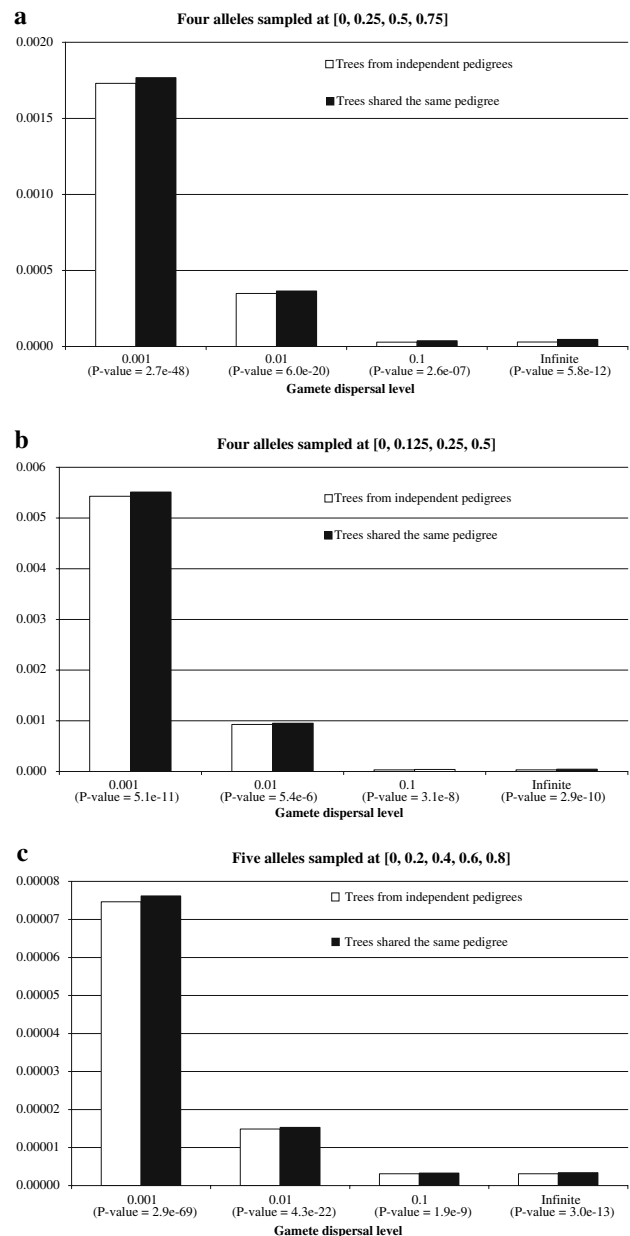 a
Four alleles sampled at [0, 0.25, 0.5, 0.75]
0.0020
Trees from independent pedigrees
Trees shared the same pedigree
0.0015
0.0010
0.0005
0.0000
0.001 0.01 0.1 Infinite
(P-value = 2.7e-48) (P-value = 6.0e-20) (P-value = 2.6e-07) (P-value = 5.8e-12)
Gamete dispersal level
b
Four alleles sampled at [0, 0.125, 0.25, 0.5]
0.006
Trees from independent pedigrees
0.005
Trees shared the same pedigree
0.004
0.003
0.002
0.001
0.000
0.001 0.01 0.1 Infinite
(P-value = 5.1e-11) (P-value = 5.4e-6) (P-value = 3.1e-8) (P-value = 2.9e-10)
Gamete dispersal level
c
Five alleles sampled at [0, 0.2, 0.4, 0.6, 0.8]
0.00008
Trees from independent pedigrees
0.00007
Trees shared the same pedigree
0.00006
0.00005
0.00004
0.00003
0.00002
0.00001
0.00000
0.001 0.01 0.1 Infinite
(P-value = 2.9e-69) (P-value = 4.3e-22) (P-value = 1.9e-9) (P-value = 3.0e-13)
Gamete dispersal level